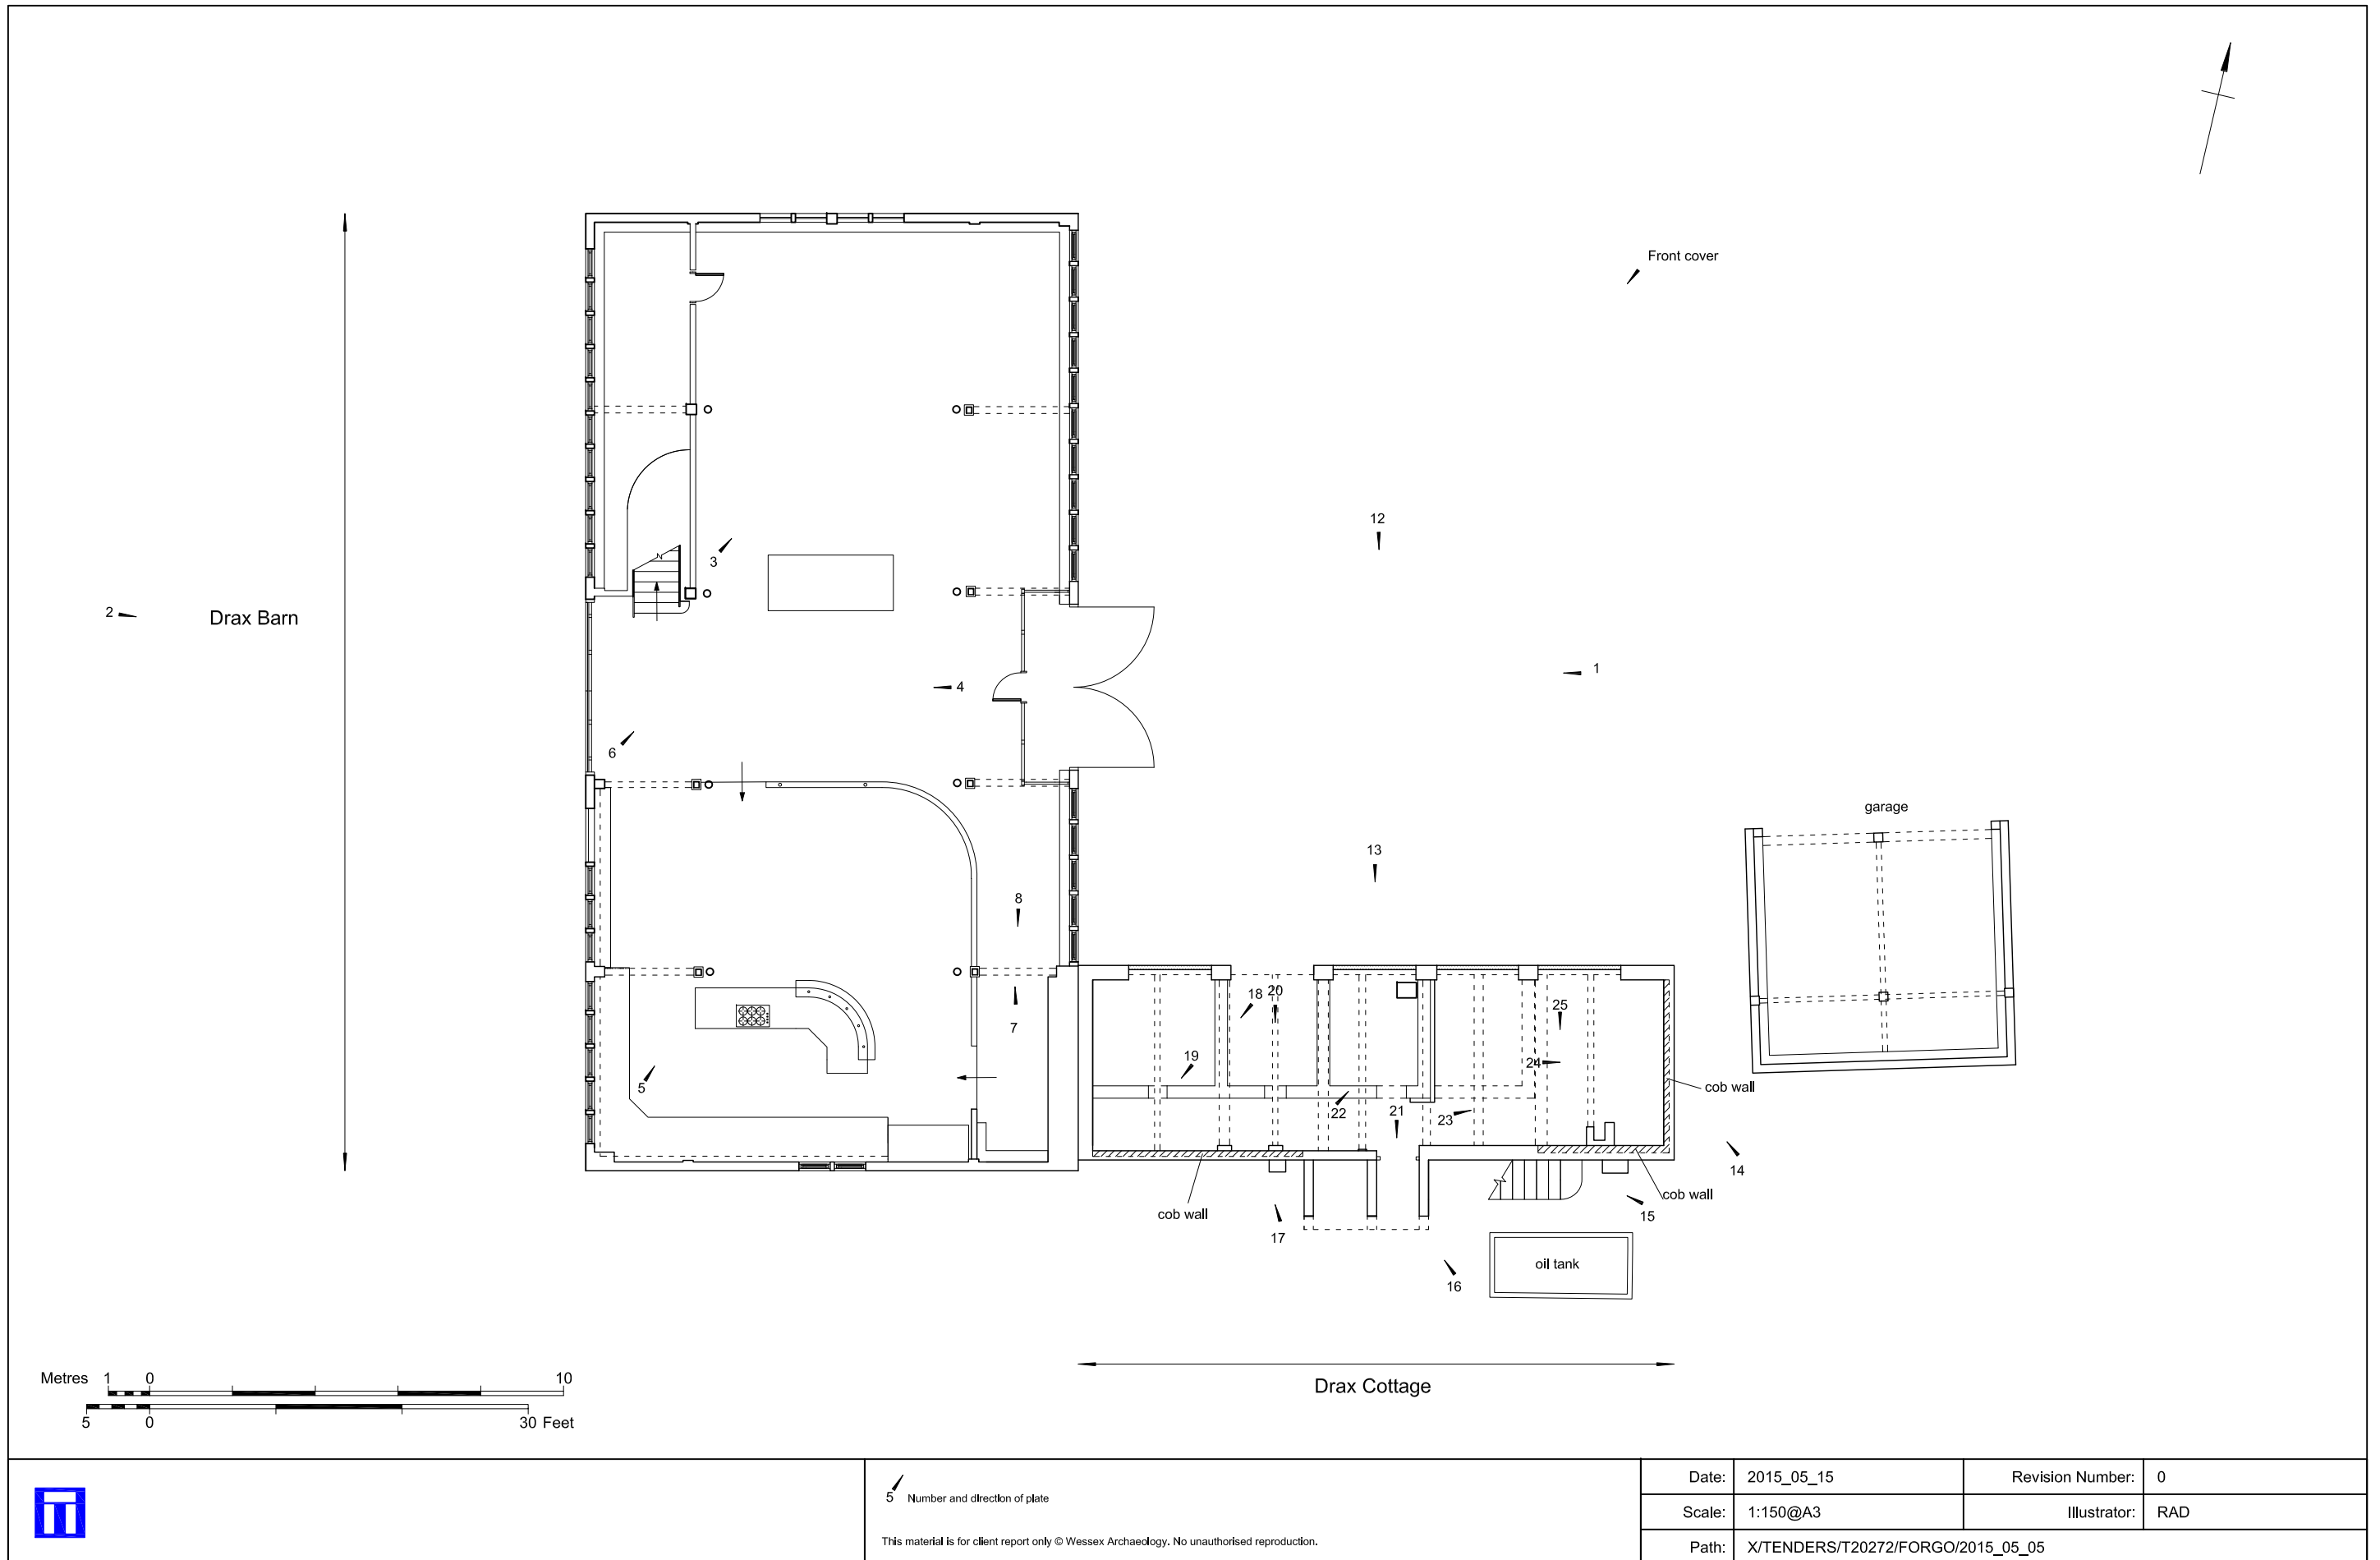 Front cover
12
3
2
Drax Barn
1
4
6
garage
13
8
18
20
25
7
19
24
5
22
21
23
cob wall
14
cob wall
cob wall
15
17
oil tank
16
Metres 1 0 10
5 0 30 Feet
Drax Cottage
5 Number and direction of plate
This material is for client report only © Wessex Archaeology. No unauthorised reproduction.
Date: 2015_05_15 Revision Number: 0
Scale: 1:150@A3 Illustrator: RAD
Path: X/TENDERS/T20272/FORGO/2015_05_05